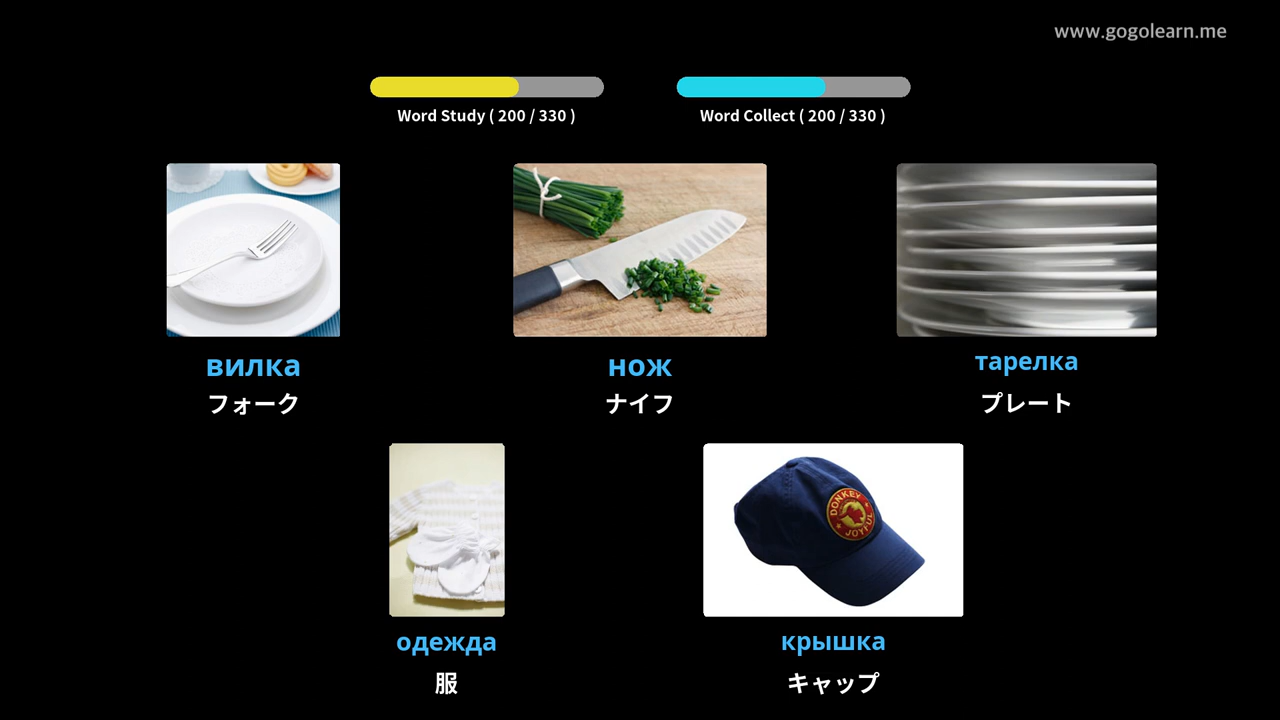 www.gogolearn.me
Word Study ( 200 / 330 )
Word Collect ( 200 / 330 )
вилка
フォーク
нож
ナイフ
тарелка
プレート
одежда
服
крышка
キャップ
DONKEY
JOYFUL